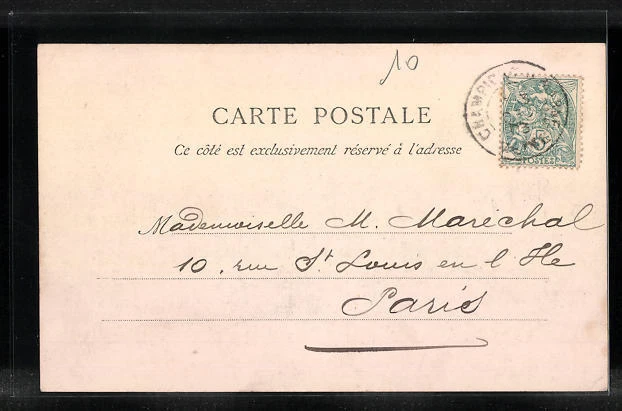 10
CARTE POSTALE
Ce côté est exclusivement réservé à l'adresse
POSTES
Mademoiselle M. Maréchal
10, rue St Louis en l'Ile
Paris